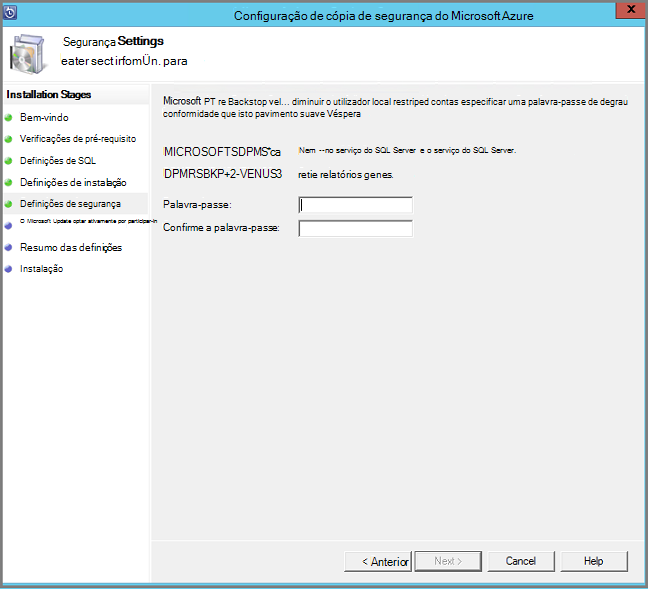 Configuração de cópia de segurança do Microsoft Azure
x
Segurança Settings
eater sect irfomÜn. para
Installation Stages
Bem-vindo
Verificações de pré-requisito
Definições de SQL
Definições de instalação
Definições de segurança
O Microsoft Update optar ativamente por participar-in
Resumo das definições
Instalação
Microsoft PT re Backstop vel... diminuir o utilizador local restriped contas especificar uma palavra-passe de degrau
conformidade que isto pavimento suave Véspera
MICROSOFTSDPMS*ca Nem --no serviço do SQL Server e o serviço do SQL Server.
DPMRSBKP+2-VENUS3 retie relatórios genes.
Palavra-passe:
Confirme a palavra-passe:
< Anterior Next > Cancel Help